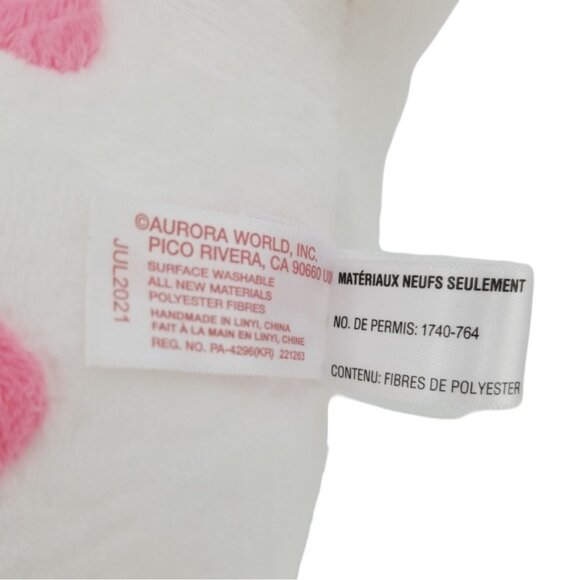 ©AURORA WORLD, INC.
PICO RIVERA, CA 90660 US
SURFACE WASHABLE
ALL NEW MATERIALS
POLYESTER FIBRES
HANDMADE IN LINYI, CHINA
FAIT À LA MAIN EN LINYI, CHINE
REG. NO. PA-4296(KR) 221263
JUL2021
MATÉRIAUX NEUFS SEULEMENT
NO. DE PERMIS: 1740-764
CONTENU: FIBRES DE POLYESTER